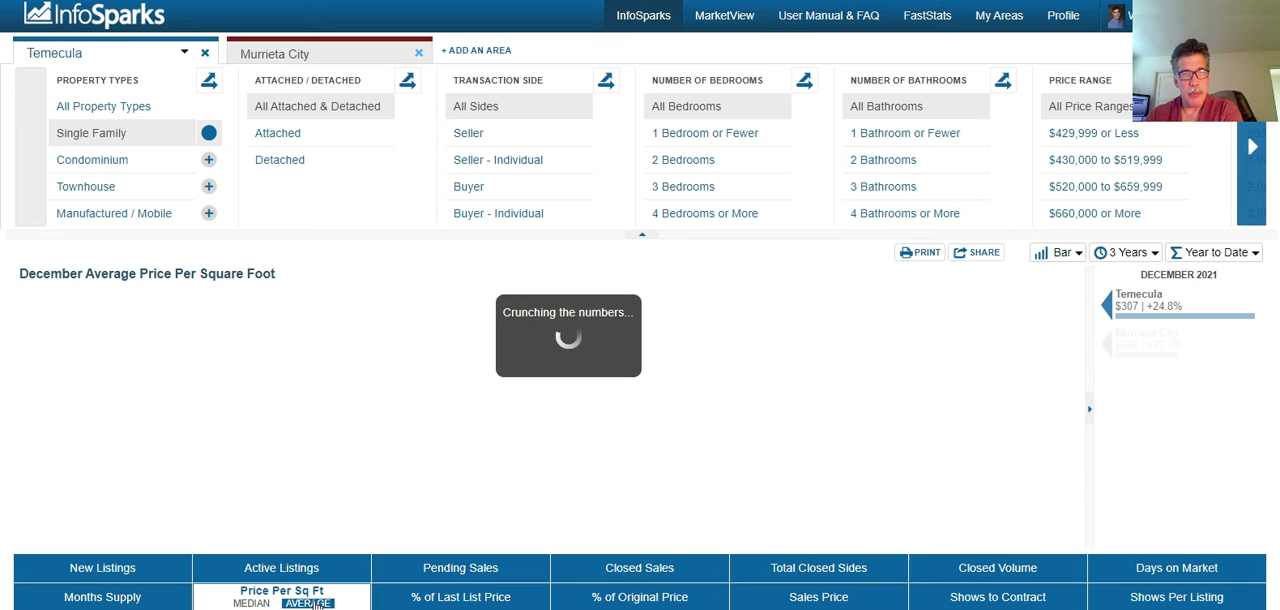 InfoSparks
InfoSparks
MarketView
User Manual & FAQ
FastStats
My Areas
Profile
Temecula
Murrieta City
+ ADD AN AREA
PROPERTY TYPES
All Property Types
Single Family
Condominium
Townhouse
Manufactured / Mobile
ATTACHED / DETACHED
All Attached & Detached
Attached
Detached
TRANSACTION SIDE
All Sides
Seller
Seller - Individual
Buyer
Buyer - Individual
NUMBER OF BEDROOMS
All Bedrooms
1 Bedroom or Fewer
2 Bedrooms
3 Bedrooms
4 Bedrooms or More
NUMBER OF BATHROOMS
All Bathrooms
1 Bathroom or Fewer
2 Bathrooms
3 Bathrooms
4 Bathrooms or More
PRICE RANGE
All Price Ranges
$429,999 or Less
$430,000 to $519,999
$520,000 to $659,999
$660,000 or More
PRINT
SHARE
Bar
3 Years
Year to Date
December Average Price Per Square Foot
Crunching the numbers...
DECEMBER 2021
Temecula
$307 | +24.8%
Murrieta City
New Listings
Active Listings
Pending Sales
Closed Sales
Total Closed Sides
Closed Volume
Days on Market
Months Supply
Price Per Sq Ft
MEDIAN
AVERAGE
% of Last List Price
% of Original Price
Sales Price
Shows to Contract
Shows Per Listing